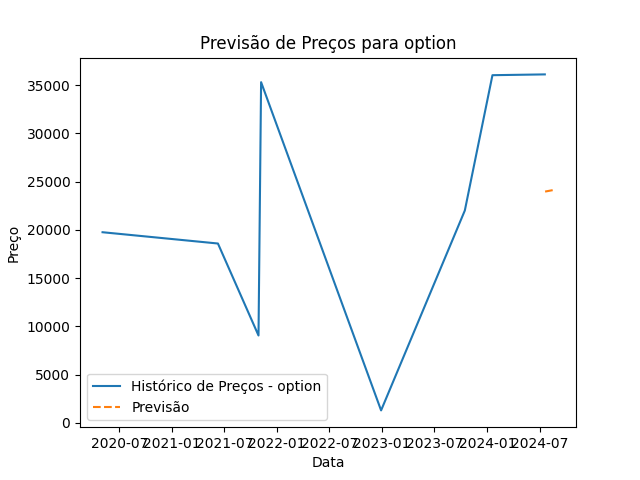 Previsão de Preços para option
Preço
35000
30000
25000
20000
15000
10000
5000
0
Histórico de Preços - option
Previsão
2020-07 2021-01 2021-07 2022-01 2022-07 2023-01 2023-07 2024-01 2024-07
Data